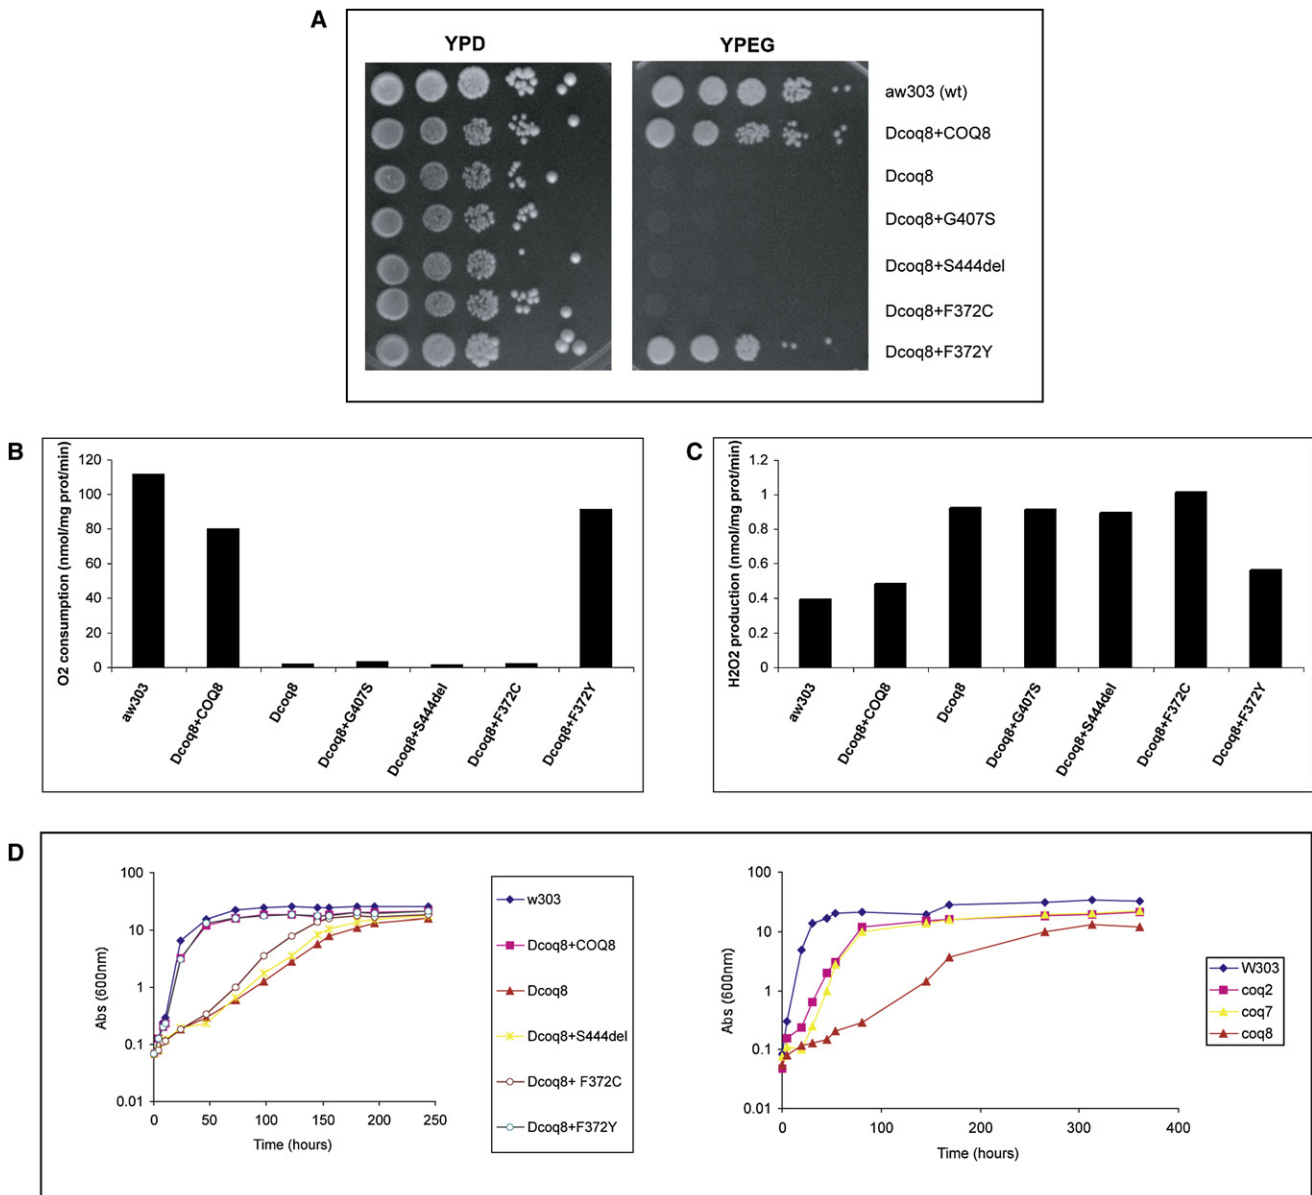 A
YPD
YPEG
aw303 (wt)
Dcoq8+COQ8
Dcoq8
Dcoq8+G407S
Dcoq8+S444del
Dcoq8+F372C
Dcoq8+F372Y
B
O2 consumption (nmol/mg prot/min)
120
100
80
60
40
20
0
aw303
Dcoq8+COQ8
Dcoq8
Dcoq8+G407S
Dcoq8+S444del
Dcoq8+F372C
Dcoq8+F372Y
C
H2O2 production (nmol/mg prot/min)
1.2
1
0.8
0.6
0.4
0.2
0
aw303
Dcoq8+COQ8
Dcoq8
Dcoq8+G407S
Dcoq8+S444del
Dcoq8+F372C
Dcoq8+F372Y
D
Abs (600nm)
100
10
1
0.1
0.01
0 50 100 150 200 250
Time (hours)
w303
Dcoq8+COQ8
Dcoq8
Dcoq8+S444del
Dcoq8+ F372C
Dcoq8+F372Y
Abs (600nm)
100
10
1
0.1
0.01
0 100 200 300 400
Time (hours)
W303
coq2
coq7
coq8